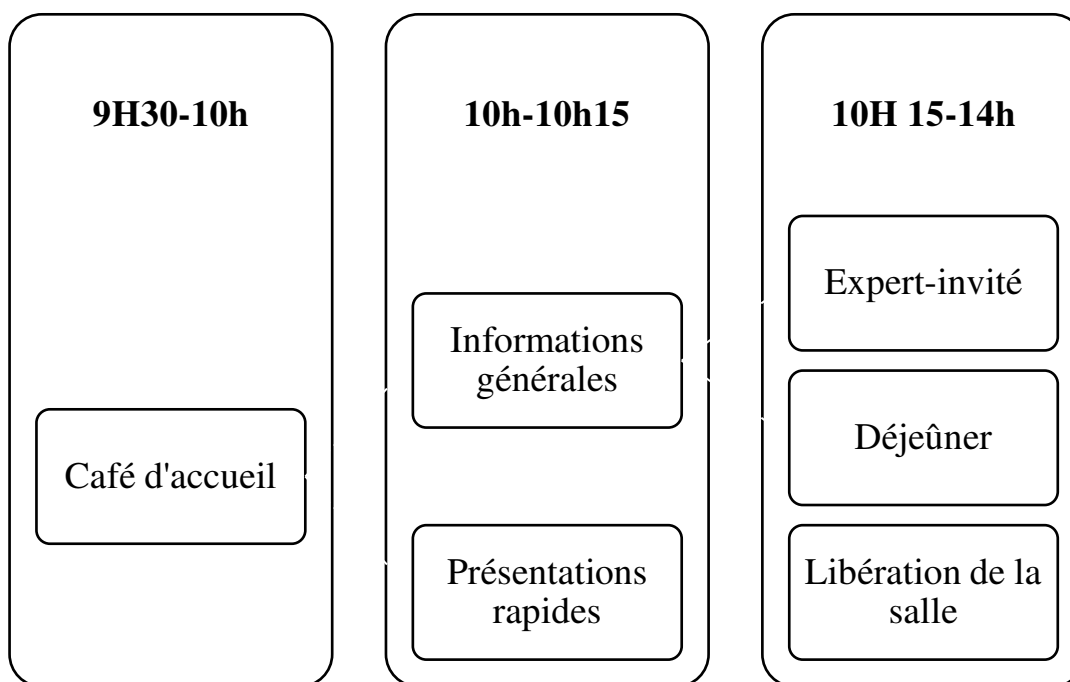 9H30-10h
Café d'accueil
10h-10h15
Informations
générales
Présentations
rapides
10H 15-14h
Expert-invité
Déjeûner
Libération de la
salle